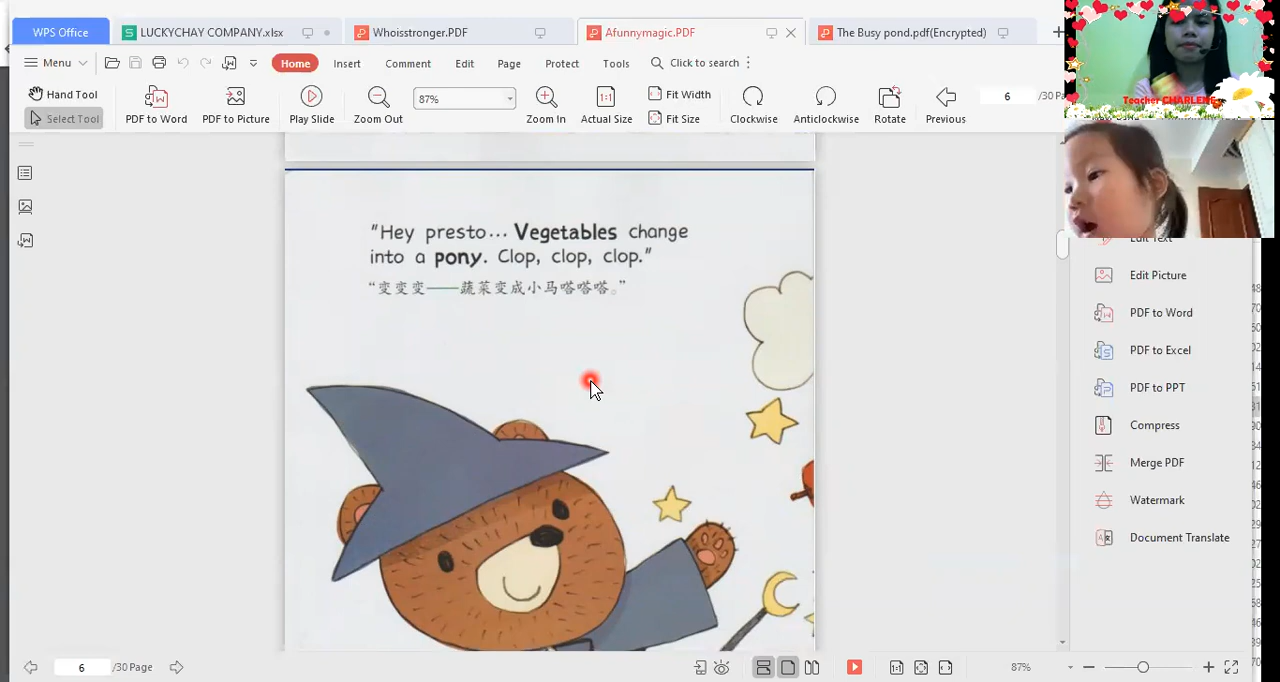 WPS Office
LUCKYCHAY COMPANY.xlsx
Whoisstronger.PDF
Afunnymagic.PDF
The Busy pond.pdf(Encrypted)
Menu
Home
Insert
Comment
Edit
Page
Protect
Tools
Click to search
Hand Tool
Select Tool
PDF to Word
PDF to Picture
Play Slide
Zoom Out
87%
Zoom In
1:1
Actual Size
Fit Width
Fit Size
Clockwise
Anticlockwise
Rotate
Previous
6
/30 Pa
Teacher CHARLENE
"Hey presto... Vegetables change
into a pony. Clop, clop, clop."
“变变变——蔬菜变成小马嗒嗒嗒。”
Edit Text
Edit Picture
PDF to Word
PDF to Excel
PDF to PPT
Compress
Merge PDF
Watermark
Document Translate
6
/30 Page
87%